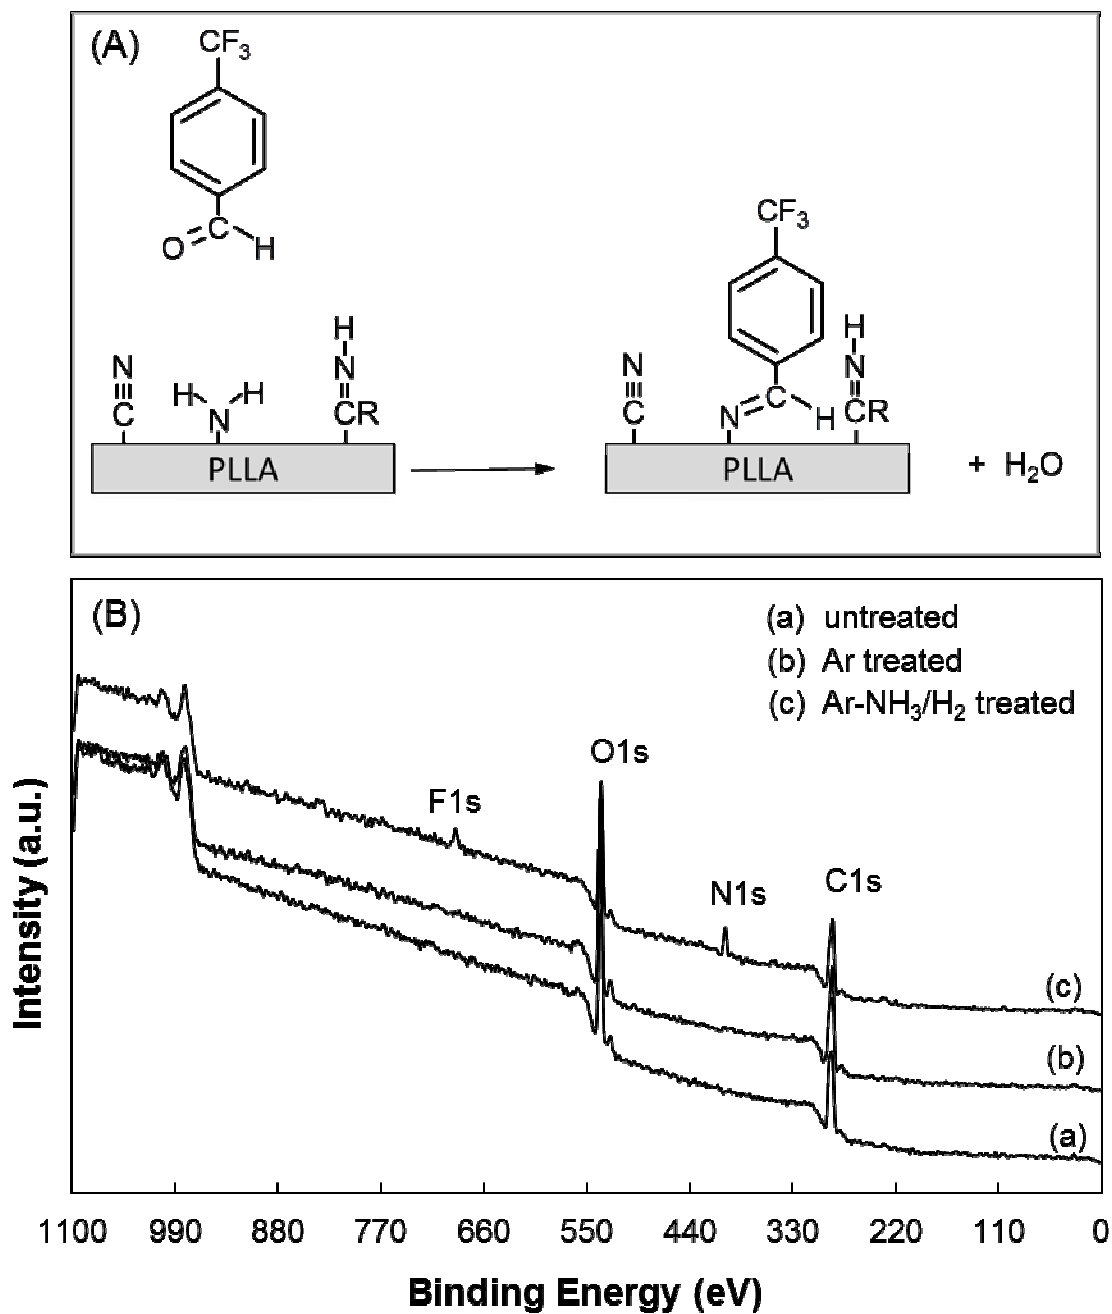 (A)
CF₃
O
C
H
N
C
H
H
N
H
N
CR
PLLA
CF₃
N
C
N
C
H
H
N
CR
PLLA
+ H₂O
(B)
(a) untreated
(b) Ar treated
(c) Ar-NH₃/H₂ treated
O1s
F1s
N1s
C1s
(c)
(b)
(a)
Intensity (a.u.)
1100 990 880 770 660 550 440 330 220 110 0
Binding Energy (eV)